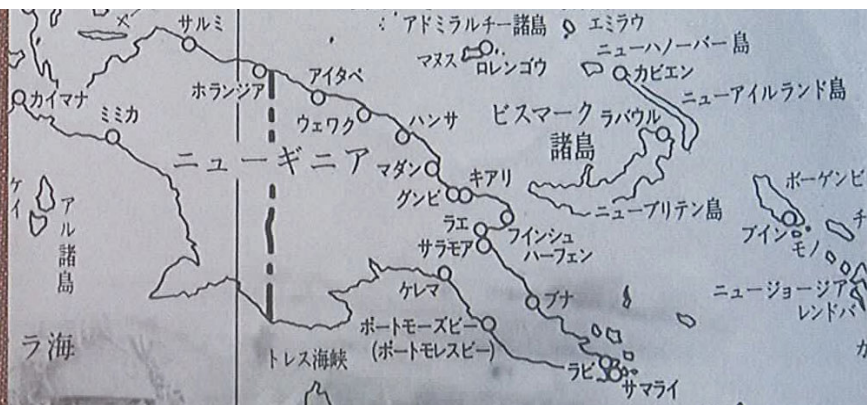 サルミ
アドミラルチー諸島
エミラウ
ニューハノーバー島
マヌス
ロレンゴウ
カビエン
ホランジア
アイタペ
カイマナ
ニューアイルランド島
ミミカ
ウェワク
ハンサ
ビスマーク
諸島
ラバウル
ニューギニア
マダン
キアリ
グンビ
ケイ
アル諸島
ニューブリテン島
ボーゲンビ
ラエ
フインシュ
ハーフェン
サラモア
ブイン
モノ
チ
ケレマ
ブナ
ニュージョージア
レンドバ
ラ海
ポートモーズビー
(ポートモレスビー)
トレス海峡
ラビ
サマライ